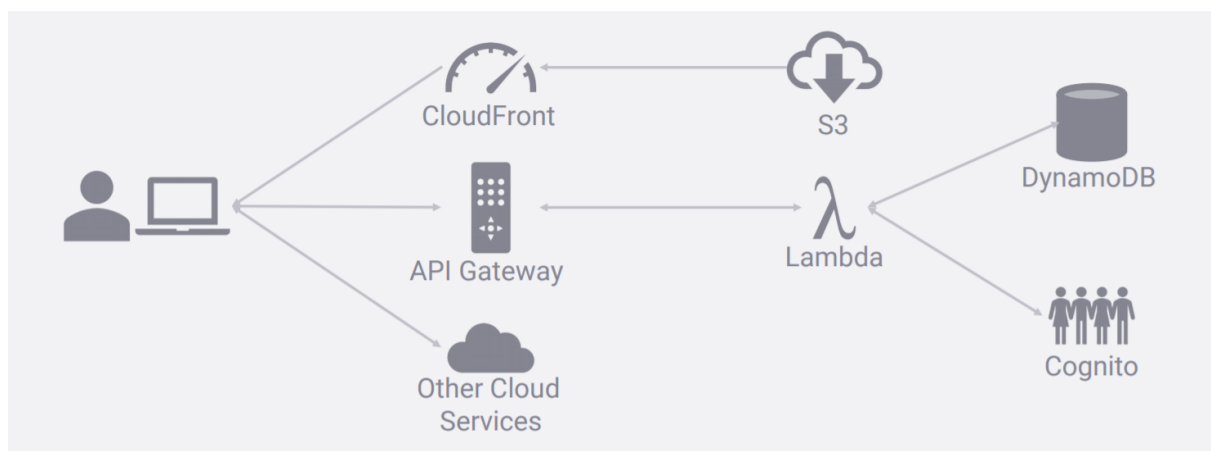 CloudFront
S3
DynamoDB
API Gateway
Lambda
Cognito
Other Cloud
Services